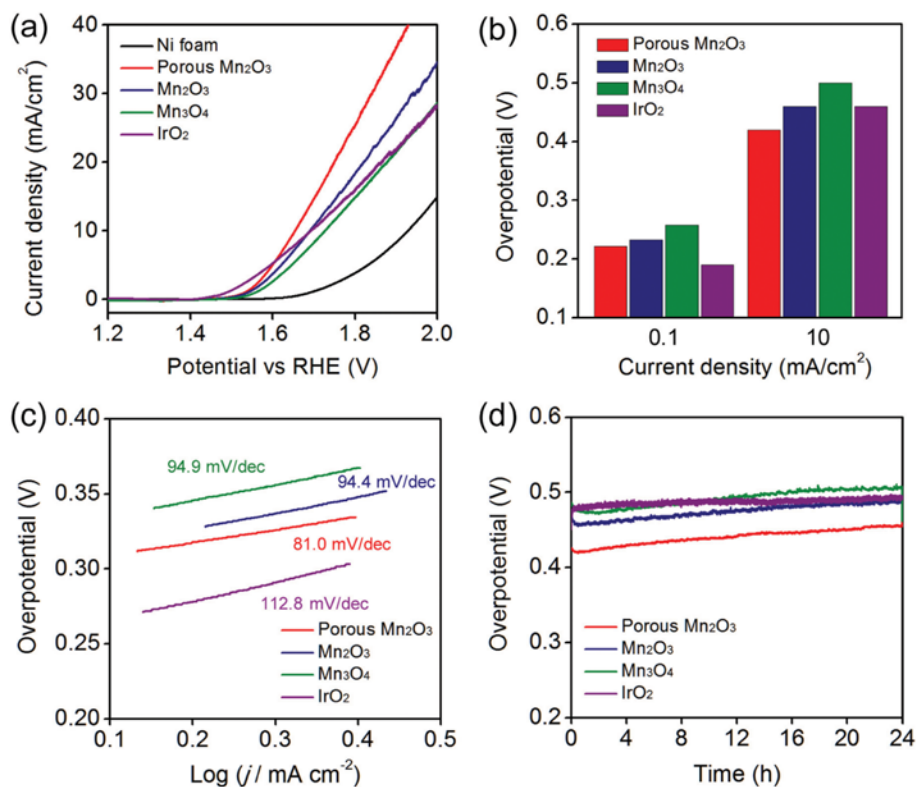 (a)
40
30
20
10
0
Current density (mA/cm²)
Ni foam
Porous Mn₂O₃
Mn₂O₃
Mn₃O₄
IrO₂
1.2 1.4 1.6 1.8 2.0
Potential vs RHE (V)
(b)
0.6
0.5
0.4
0.3
0.2
0.1
Overpotential (V)
Porous Mn₂O₃
Mn₂O₃
Mn₃O₄
IrO₂
0.1 10
Current density (mA/cm²)
(c)
0.40
0.35
0.30
0.25
0.20
Overpotential (V)
94.9 mV/dec
94.4 mV/dec
81.0 mV/dec
112.8 mV/dec
Porous Mn₂O₃
Mn₂O₃
Mn₃O₄
IrO₂
0.1 0.2 0.3 0.4 0.5
Log (j / mA cm⁻²)
(d)
0.6
0.5
0.4
0.3
0.2
Overpotential (V)
Porous Mn₂O₃
Mn₂O₃
Mn₃O₄
IrO₂
0 4 8 12 16 20 24
Time (h)